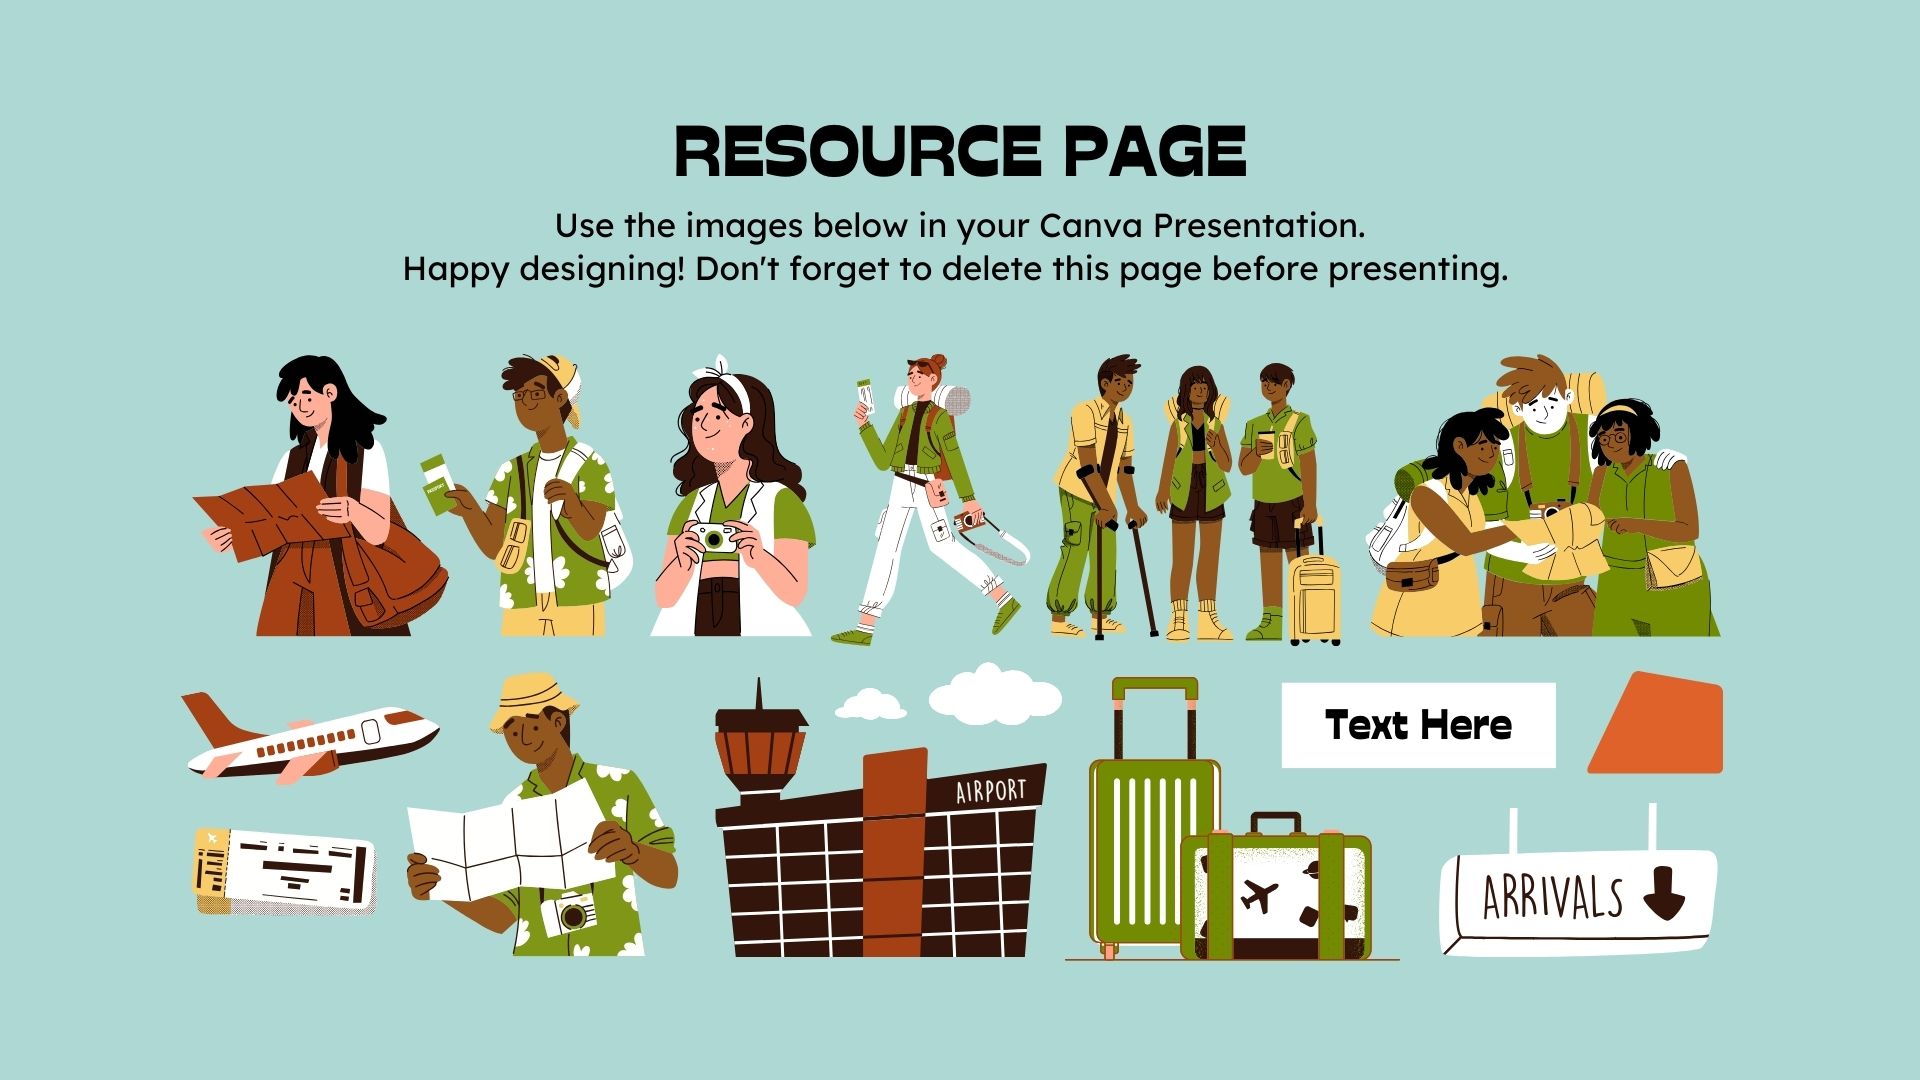 RESOURCE PAGE
Use the images below in your Canva Presentation.
Happy designing! Don't forget to delete this page before presenting.
PASSPORT
Text Here
AIRPORT
ARRIVALS